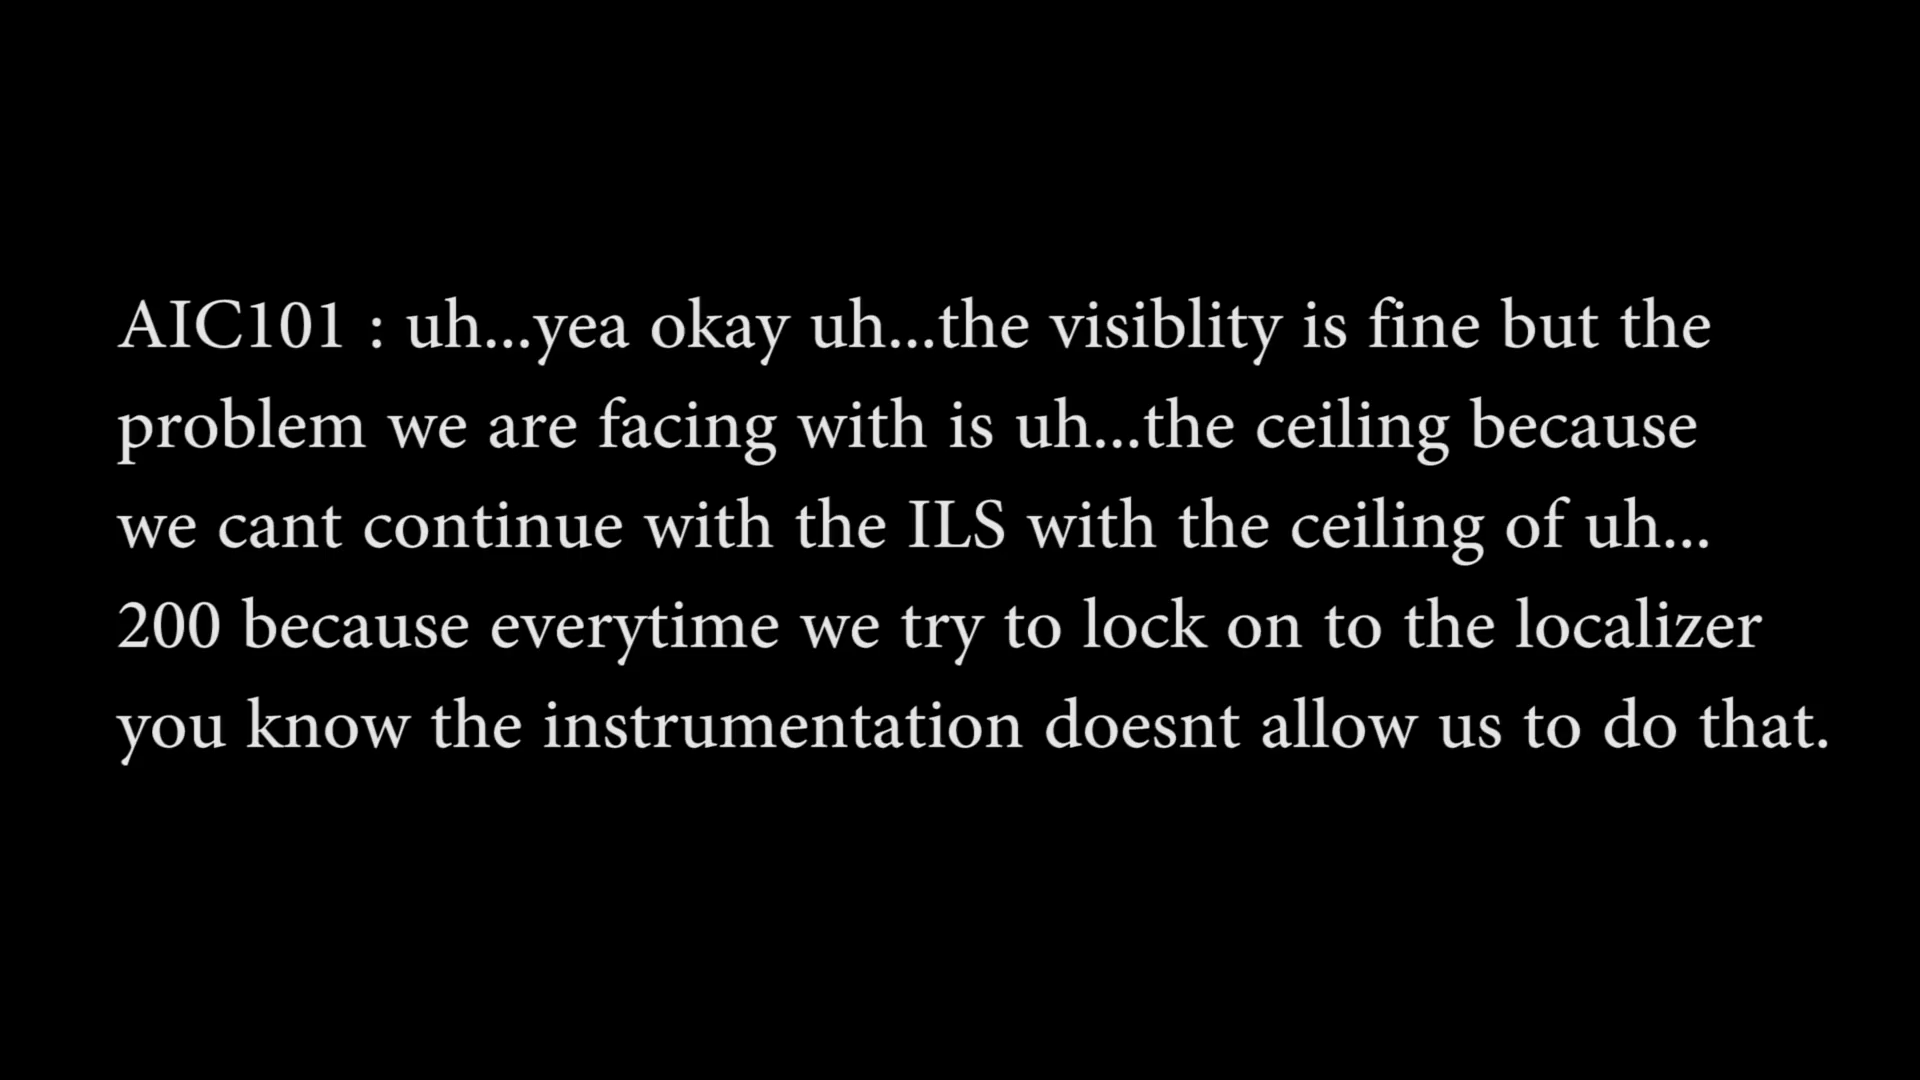 AIC101 : uh...yea okay uh...the visiblity is fine but the
problem we are facing with is uh...the ceiling because
we cant continue with the ILS with the ceiling of uh...
200 because everytime we try to lock on to the localizer
you know the instrumentation doesnt allow us to do that.